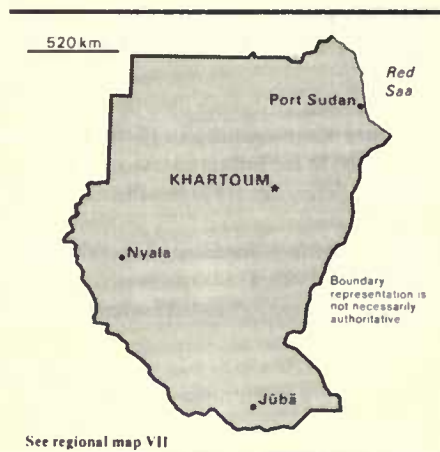 520 km
Red
Saa
Port Sudan
KHARTOUM
Nyala
Boundary
representation is
not necessarily
authoritative
Jūbā
See regional map VII